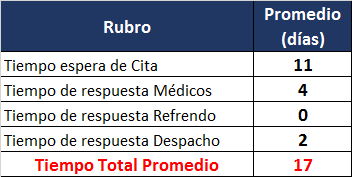 Rubro Promedio (días)
Tiempo espera de Cita 11
Tiempo de respuesta Médicos 4
Tiempo de respuesta Refrendo 0
Tiempo de respuesta Despacho 2
Tiempo Total Promedio 17